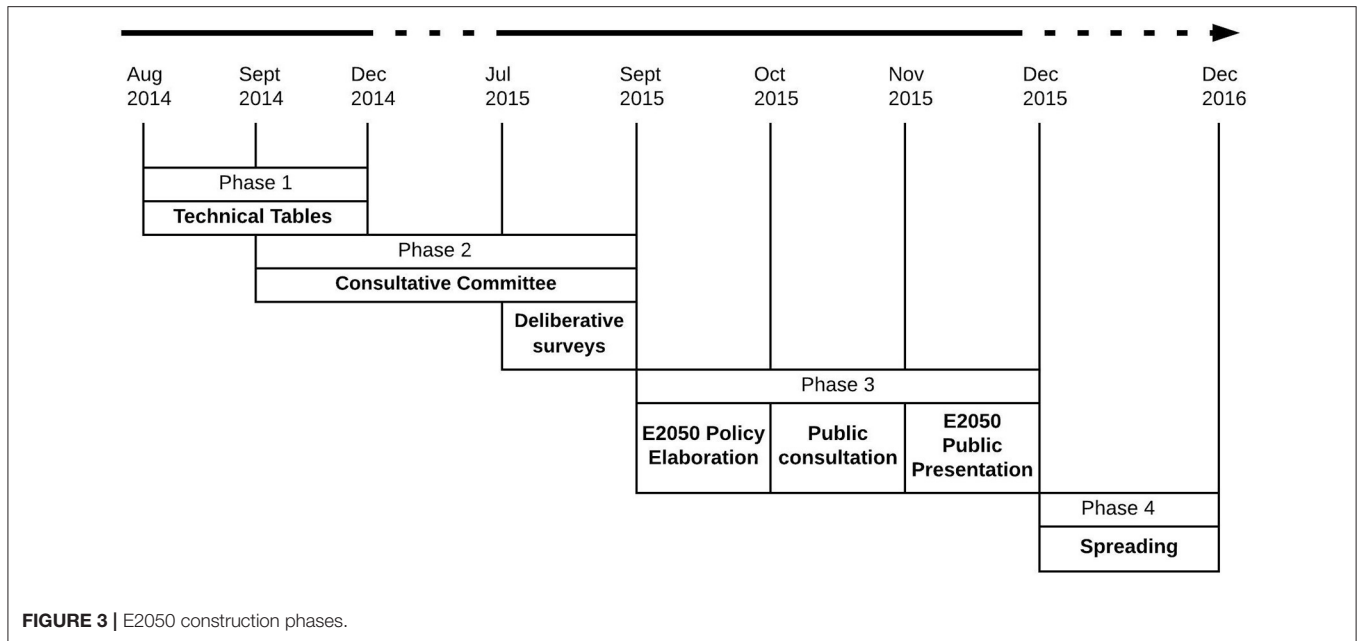 Aug 2014
Sept 2014
Dec 2014
Jul 2015
Sept 2015
Oct 2015
Nov 2015
Dec 2015
Dec 2016
Phase 1
Technical Tables
Phase 2
Consultative Committee
Deliberative
surveys
Phase 3
E2050 Policy
Elaboration
Public
consultation
E2050
Public
Presentation
Phase 4
Spreading
FIGURE 3 | E2050 construction phases.